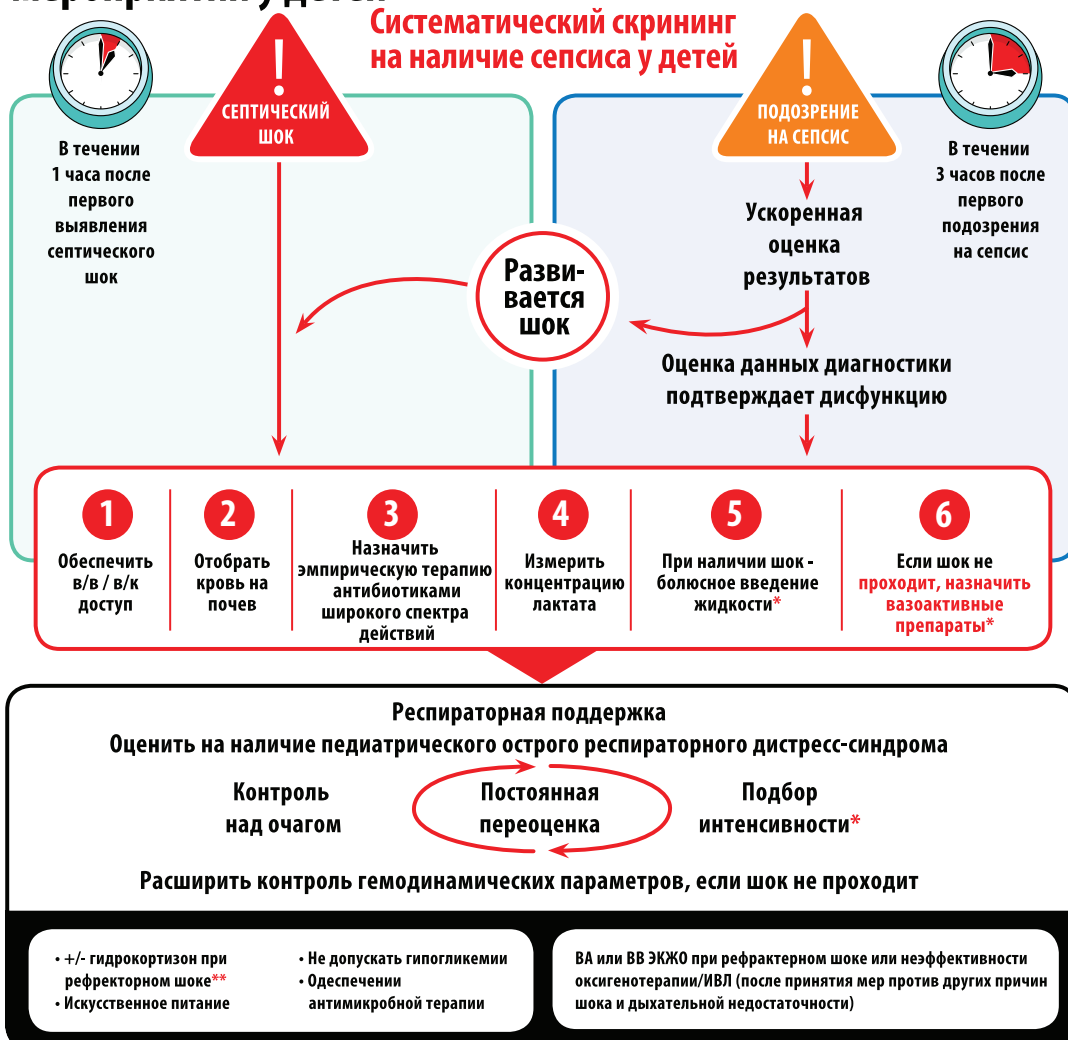 Систематический скрининг
на наличие сепсиса у детей
СЕПТИЧЕСКИЙ
ШОК
ПОДОЗРЕНИЕ
НА СЕПСИС
В течении
1 часа после
первого
выявления
септического
шок
В течении
3 часов после
первого
подозрения
на сепсис
Ускоренная
оценка
результатов
Разви-
вается
шок
Оценка данных диагностики
подтверждает дисфункцию
1
Обеспечить
в/в / в/к
доступ
2
Отобрать
кровь на
почев
3
Назначить
эмпирическую терапию
антибиотиками
широкого спектра
действий
4
Измерить
концентрацию
лактата
5
При наличии шок -
болюсное введение
жидкости*
6
Если шок не
проходит, назначить
вазоактивные
препараты*
Респираторная поддержка
Оценить на наличие педиатрического острого респираторного дистресс-синдрома
Контроль
над очагом
Постоянная
переоценка
Подбор
интенсивности*
Расширить контроль гемодинамических параметров, если шок не проходит
• +/- гидрокортизон при
рефректорном шоке**
• Искусственное питание
• Не допускать гипогликемии
• Одеспечении
антимикробной терапии
ВА или ВВ ЭКЖО при рефрактерном шоке или неэффективности
оксигенотерапии/ИВЛ (после принятия мер против других причин
шока и дыхательной недостаточности)